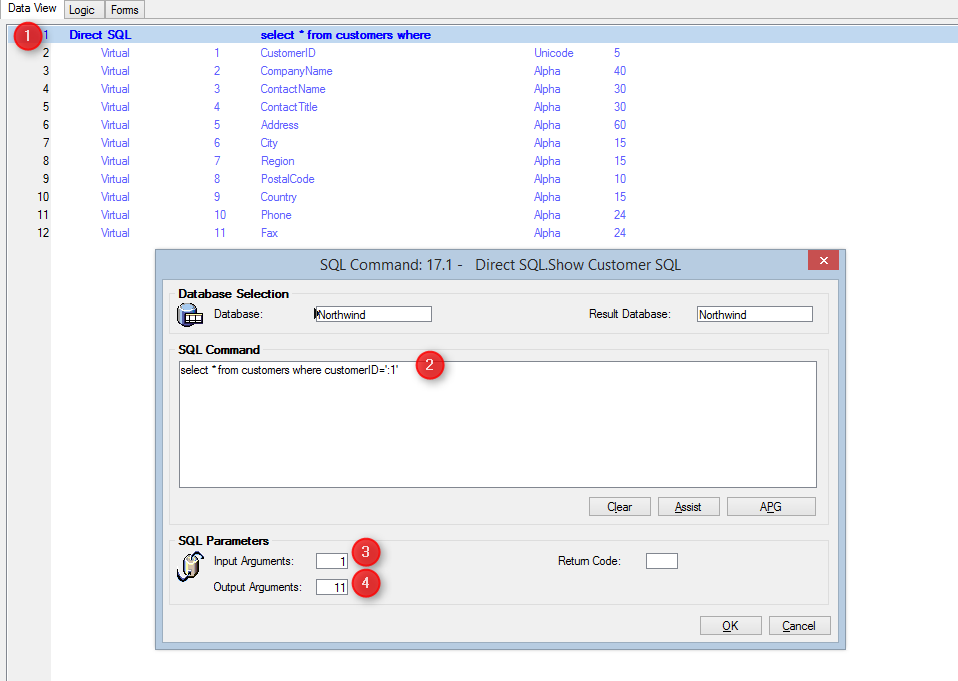 Data View Logic Forms
1 1 Direct SQL select * from customers where
2 Virtual 1 CustomerID Unicode 5
3 Virtual 2 CompanyName Alpha 40
4 Virtual 3 ContactName Alpha 30
5 Virtual 4 ContactTitle Alpha 30
6 Virtual 5 Address Alpha 60
7 Virtual 6 City Alpha 15
8 Virtual 7 Region Alpha 15
9 Virtual 8 PostalCode Alpha 10
10 Virtual 9 Country Alpha 15
11 Virtual 10 Phone Alpha 24
12 Virtual 11 Fax Alpha 24
SQL Command: 17.1 - Direct SQL.Show Customer SQL
Database Selection
Database: Northwind Result Database: Northwind
SQL Command 2
select * from customers where customerID=':1'
Clear Assist APG
SQL Parameters
Input Arguments: 1 3 Return Code:
Output Arguments: 11 4
OK Cancel